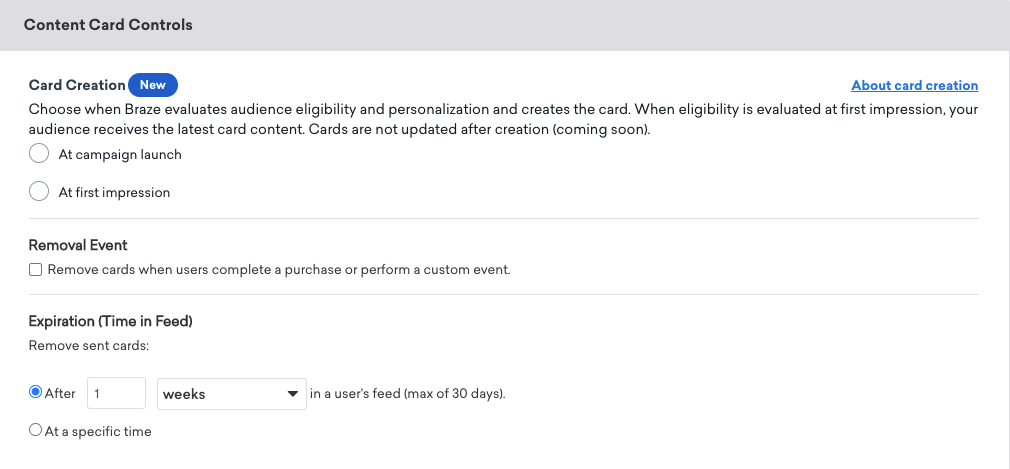 Content Card Controls
Card Creation New About card creation
Choose when Braze evaluates audience eligibility and personalization and creates the card. When eligibility is evaluated at first impression, your
audience receives the latest card content. Cards are not updated after creation (coming soon).
At campaign launch
At first impression
Removal Event
Remove cards when users complete a purchase or perform a custom event.
Expiration (Time in Feed)
Remove sent cards:
After 1 weeks in a user's feed (max of 30 days).
At a specific time